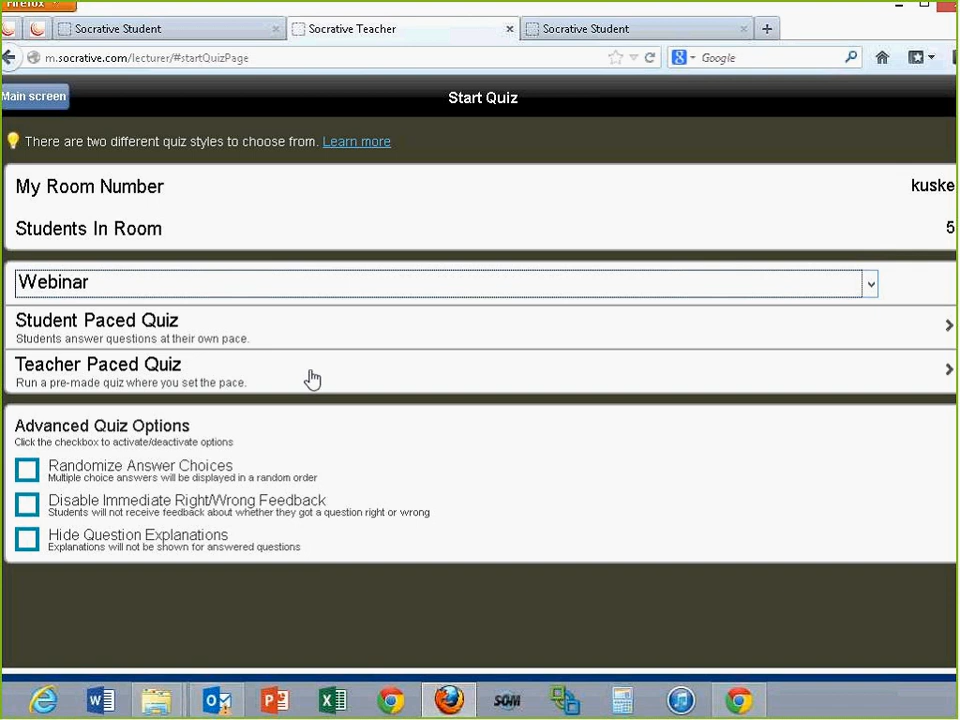 Firefox
Socrative Student
Socrative Teacher
Socrative Student
m.socrative.com/lecturer/#startQuizPage
Google
Main screen
Start Quiz
There are two different quiz styles to choose from. Learn more
My Room Number kuske
Students In Room 5
Webinar
Student Paced Quiz
Students answer questions at their own pace.
Teacher Paced Quiz
Run a pre-made quiz where you set the pace.
Advanced Quiz Options
Click the checkbox to activate/deactivate options
Randomize Answer Choices
Multiple choice answers will be displayed in a random order
Disable Immediate Right/Wrong Feedback
Students will not receive feedback about whether they got a question right or wrong
Hide Question Explanations
Explanations will not be shown for answered questions
SOM